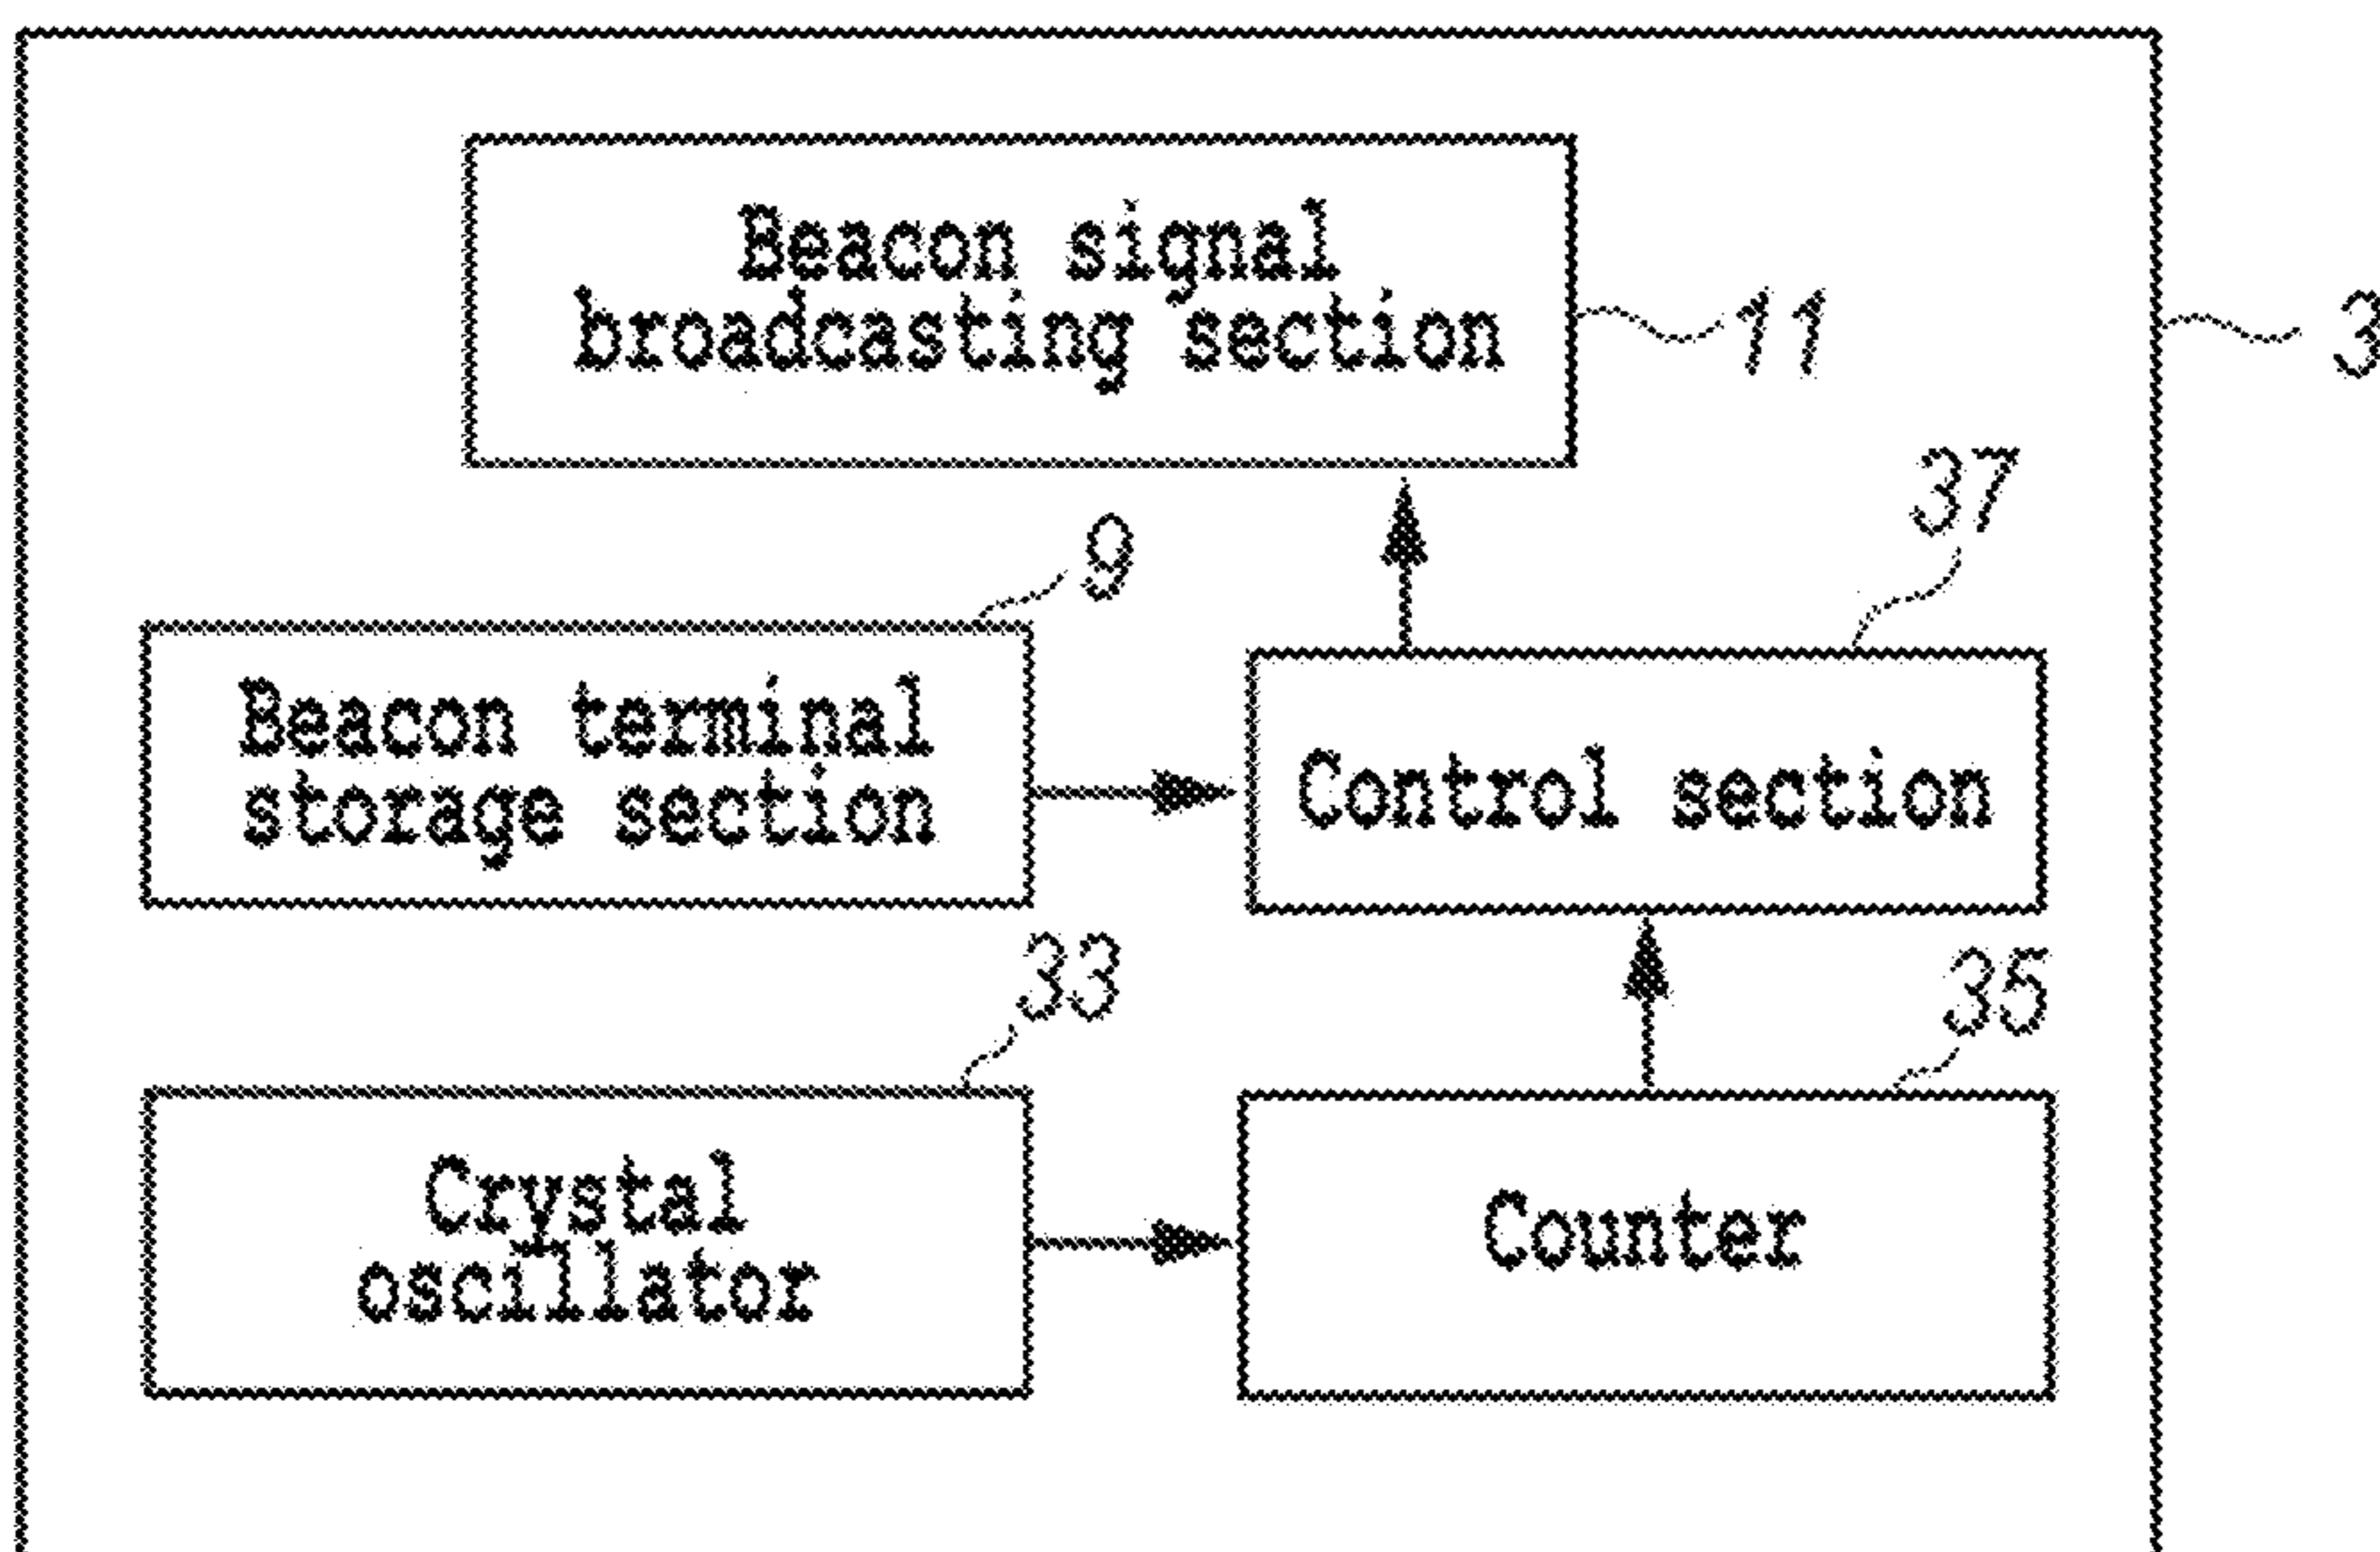 Beacon signal
broadcasting section
11
3
37
9
Beacon terminal
storage section
Control section
33
35
Crystal
oscillator
Counter